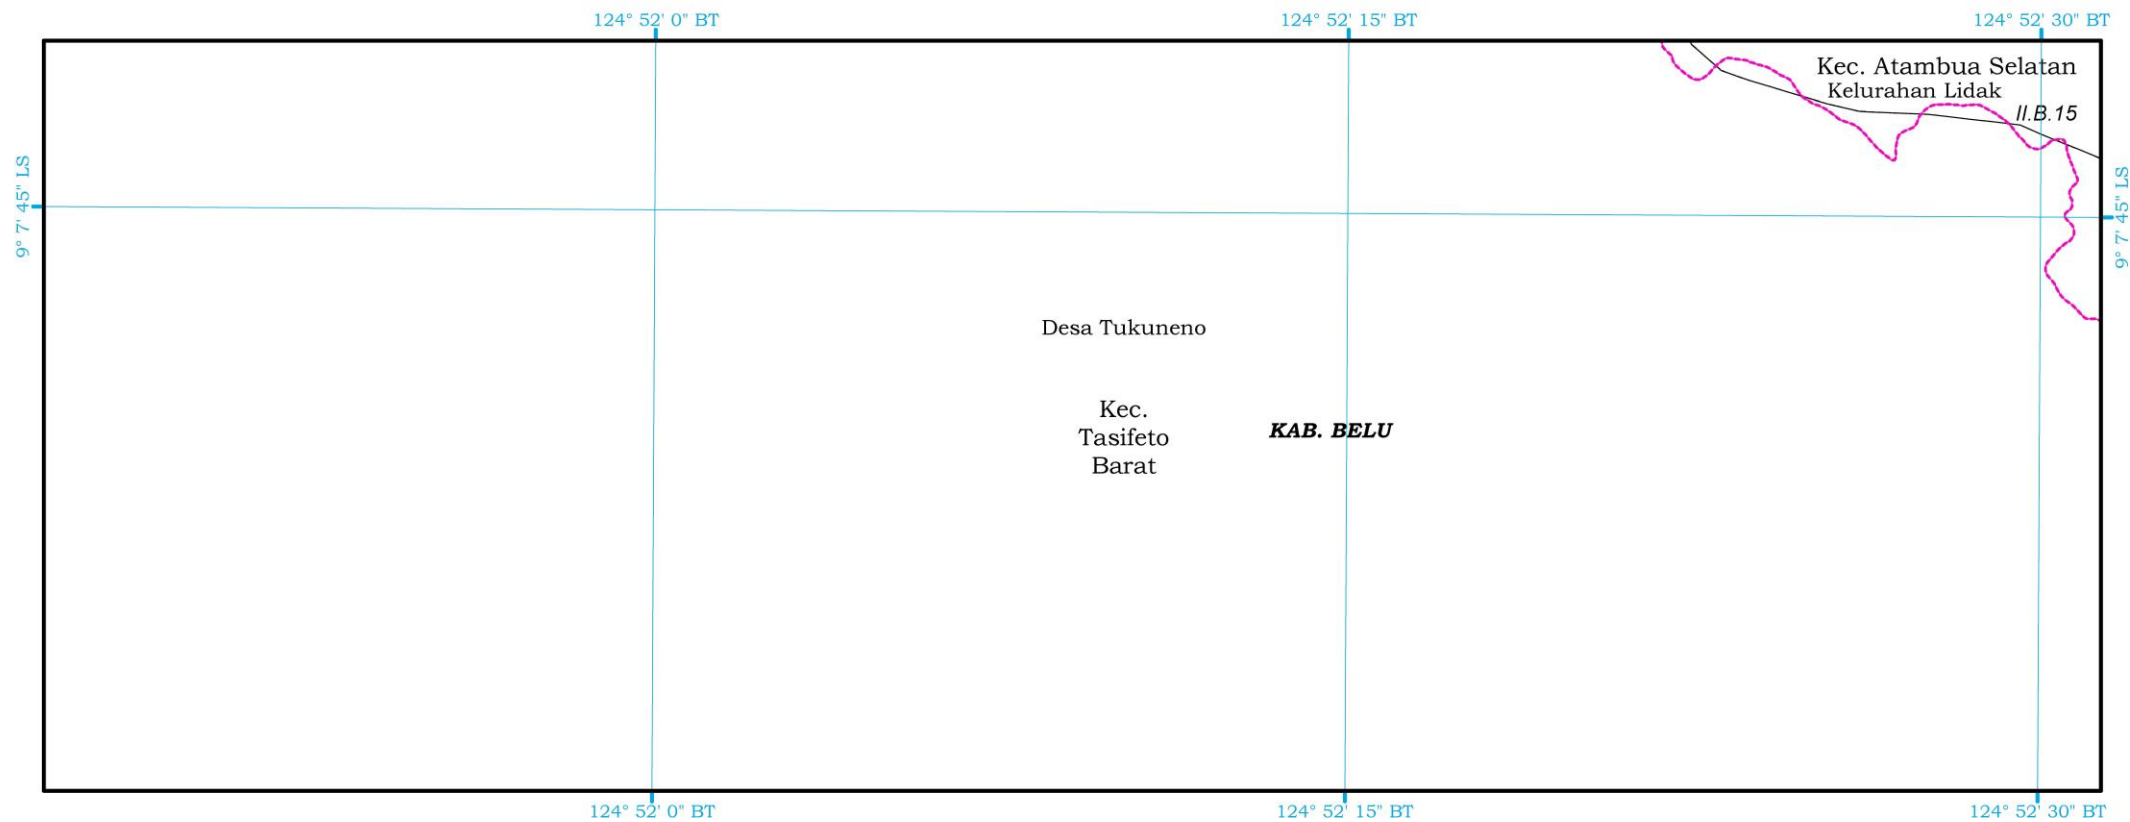 124° 52' 0" BT
124° 52' 15" BT
124° 52' 30" BT
Kec. Atambua Selatan
Kelurahan Lidak
II.B.15
9° 7' 45" LS
9° 7' 45" LS
Desa Tukuneno
Kec.
Tasifeto
Barat
KAB. BELU
124° 52' 0" BT
124° 52' 15" BT
124° 52' 30" BT